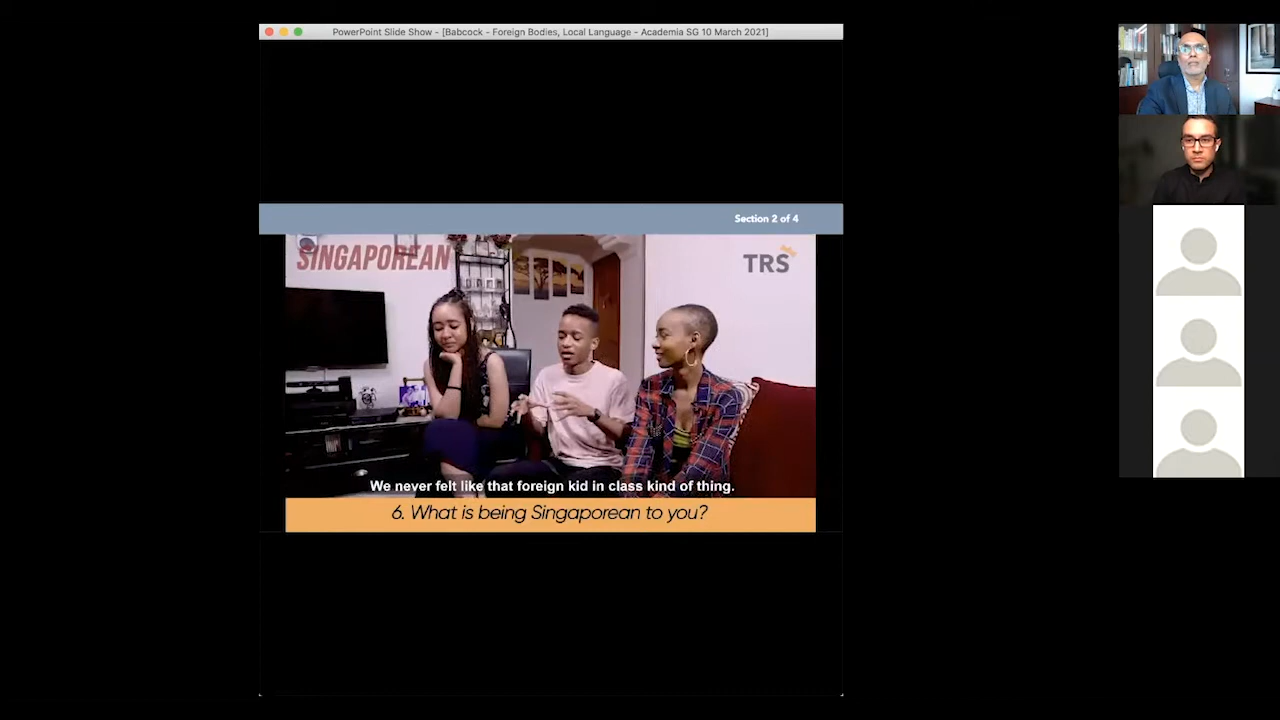 PowerPoint Slide Show - [Babcock - Foreign Bodies, Local Language - Academia SG 10 March 2021]
Section 2 of 4
SINGAPOREAN
TRS
We never felt like that foreign kid in class kind of thing.
6. What is being Singaporean to you?